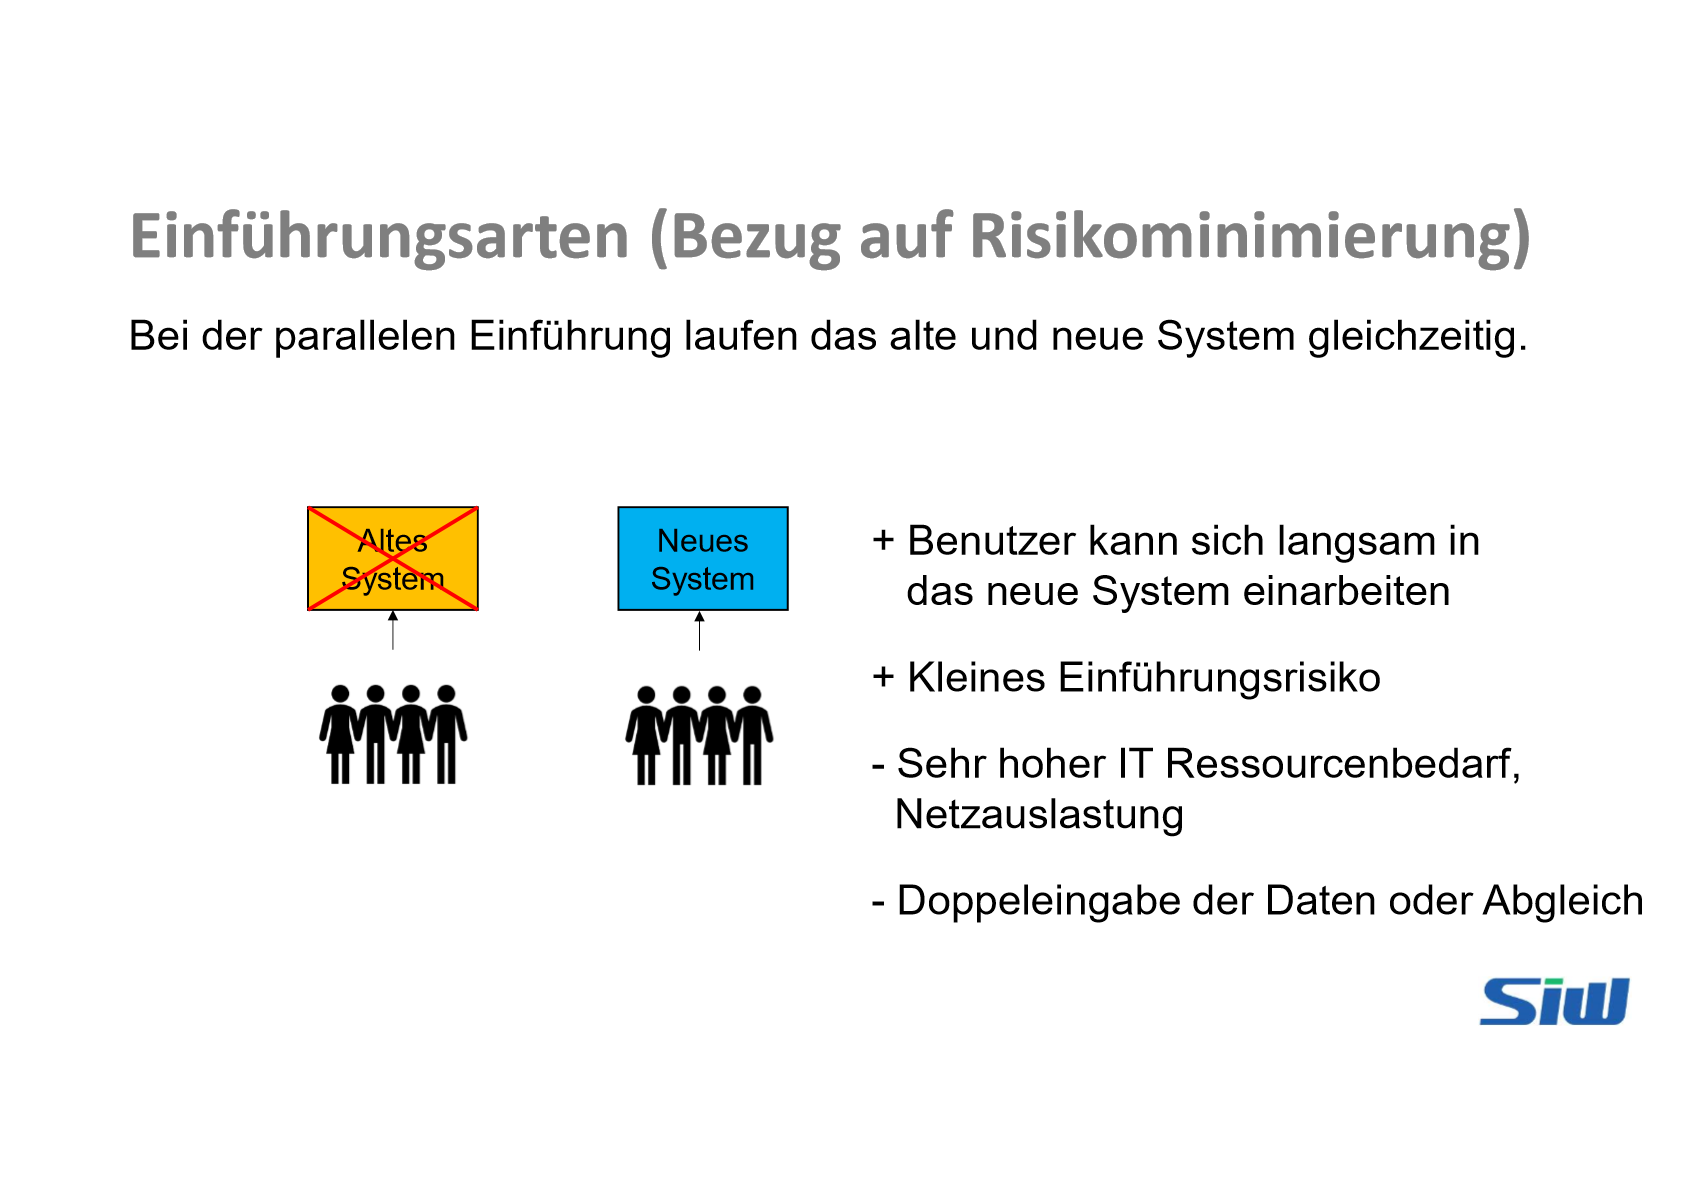 Einführungsarten (Bezug auf Risikominimierung)
Bei der parallelen Einführung laufen das alte und neue System gleichzeitig.
Altes
System
Neues
System
+ Benutzer kann sich langsam in
das neue System einarbeiten
+ Kleines Einführungsrisiko
- Sehr hoher IT Ressourcenbedarf,
Netzauslastung
- Doppeleingabe der Daten oder Abgleich
Siw